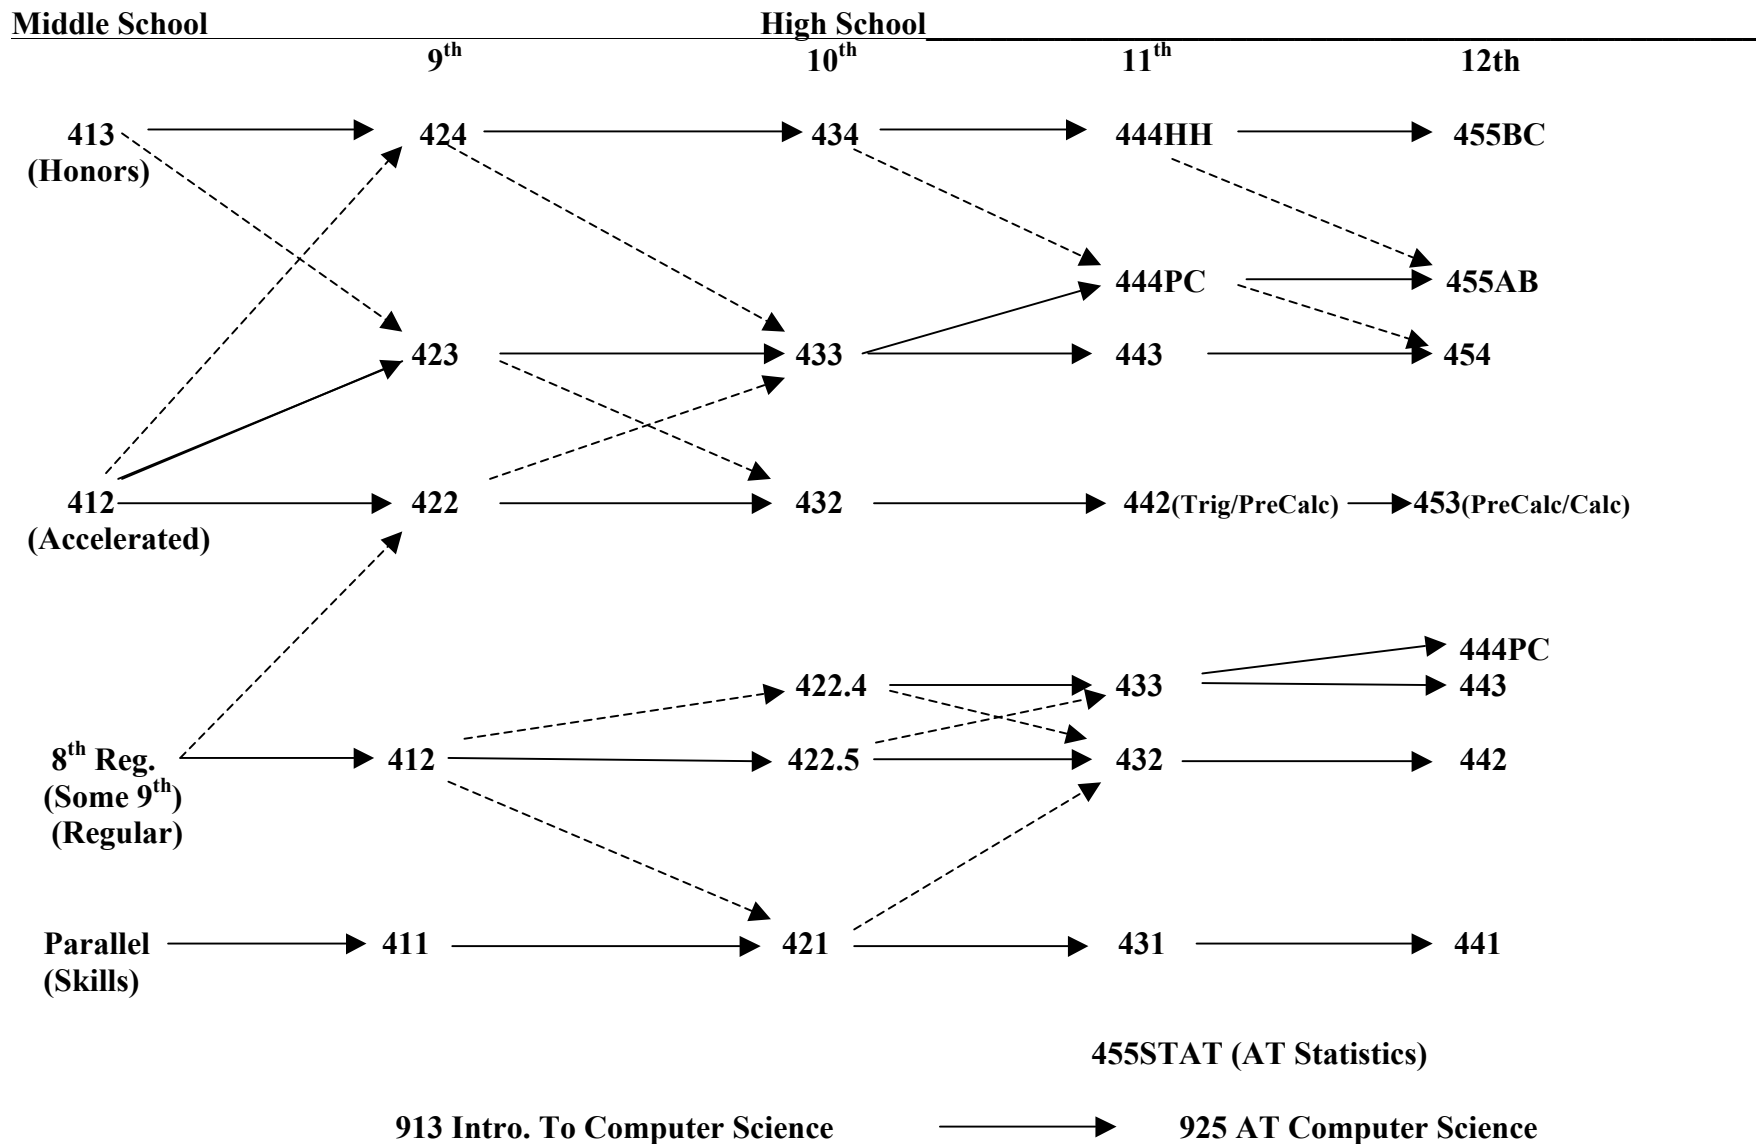 Middle School High School
9th 10th 11th 12th
413 424 434 444HH 455BC
(Honors)
444PC 455AB
423 433 443 454
412 422 432 442(Trig/PreCalc) 453(PreCalc/Calc)
(Accelerated)
444PC
422.4 433 443
8th Reg. 412 422.5 432 442
(Some 9th)
(Regular)
Parallel 411 421 431 441
(Skills)
455STAT (AT Statistics)
913 Intro. To Computer Science 925 AT Computer Science